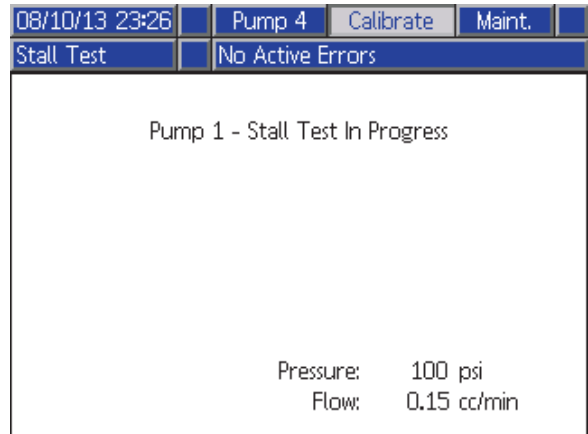 08/10/13 23:26 Pump 4 Calibrate Maint.
Stall Test No Active Errors
Pump 1 - Stall Test In Progress
Pressure: 100 psi
Flow: 0.15 cc/min